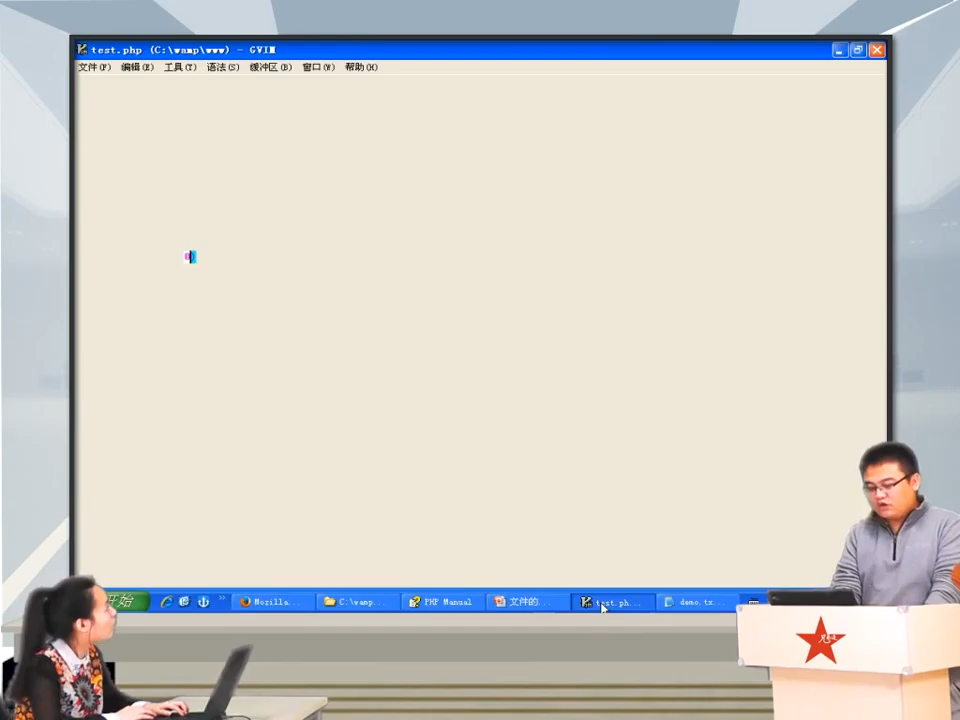 test.php (C:\wamp\www) - GVIM
文件(F) 编辑(E) 工具(T) 语法(S) 缓冲区(B) 窗口(W) 帮助(H)
开始 Mozilla... C:\wamp... PHP Manual 文件的... test.ph... demo.tx...